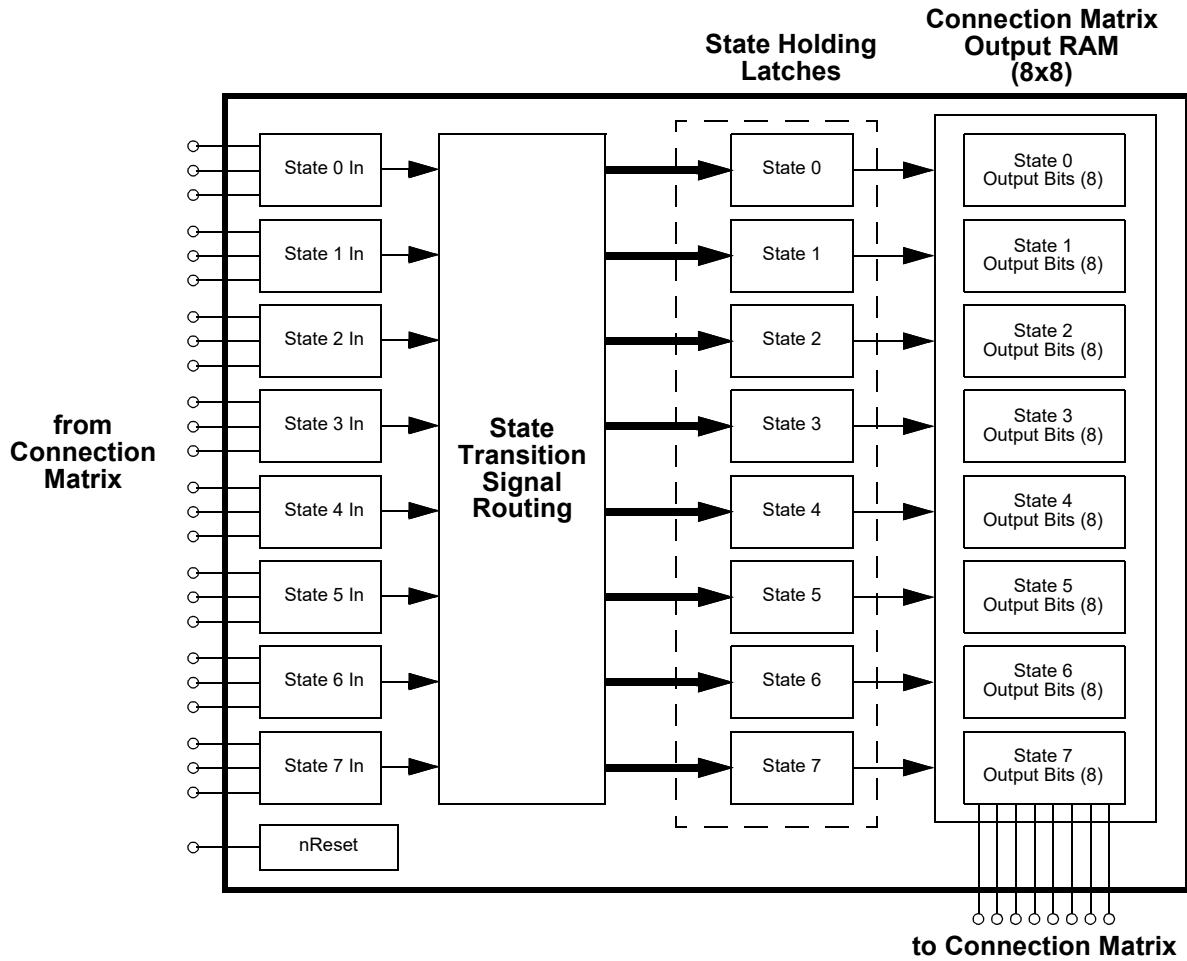 Connection Matrix
Output RAM
(8x8)
State Holding
Latches
from
Connection
Matrix
State 0 In
State 1 In
State 2 In
State 3 In
State 4 In
State 5 In
State 6 In
State 7 In
nReset
State
Transition
Signal
Routing
State 0
State 1
State 2
State 3
State 4
State 5
State 6
State 7
State 0
Output Bits (8)
State 1
Output Bits (8)
State 2
Output Bits (8)
State 3
Output Bits (8)
State 4
Output Bits (8)
State 5
Output Bits (8)
State 6
Output Bits (8)
State 7
Output Bits (8)
to Connection Matrix